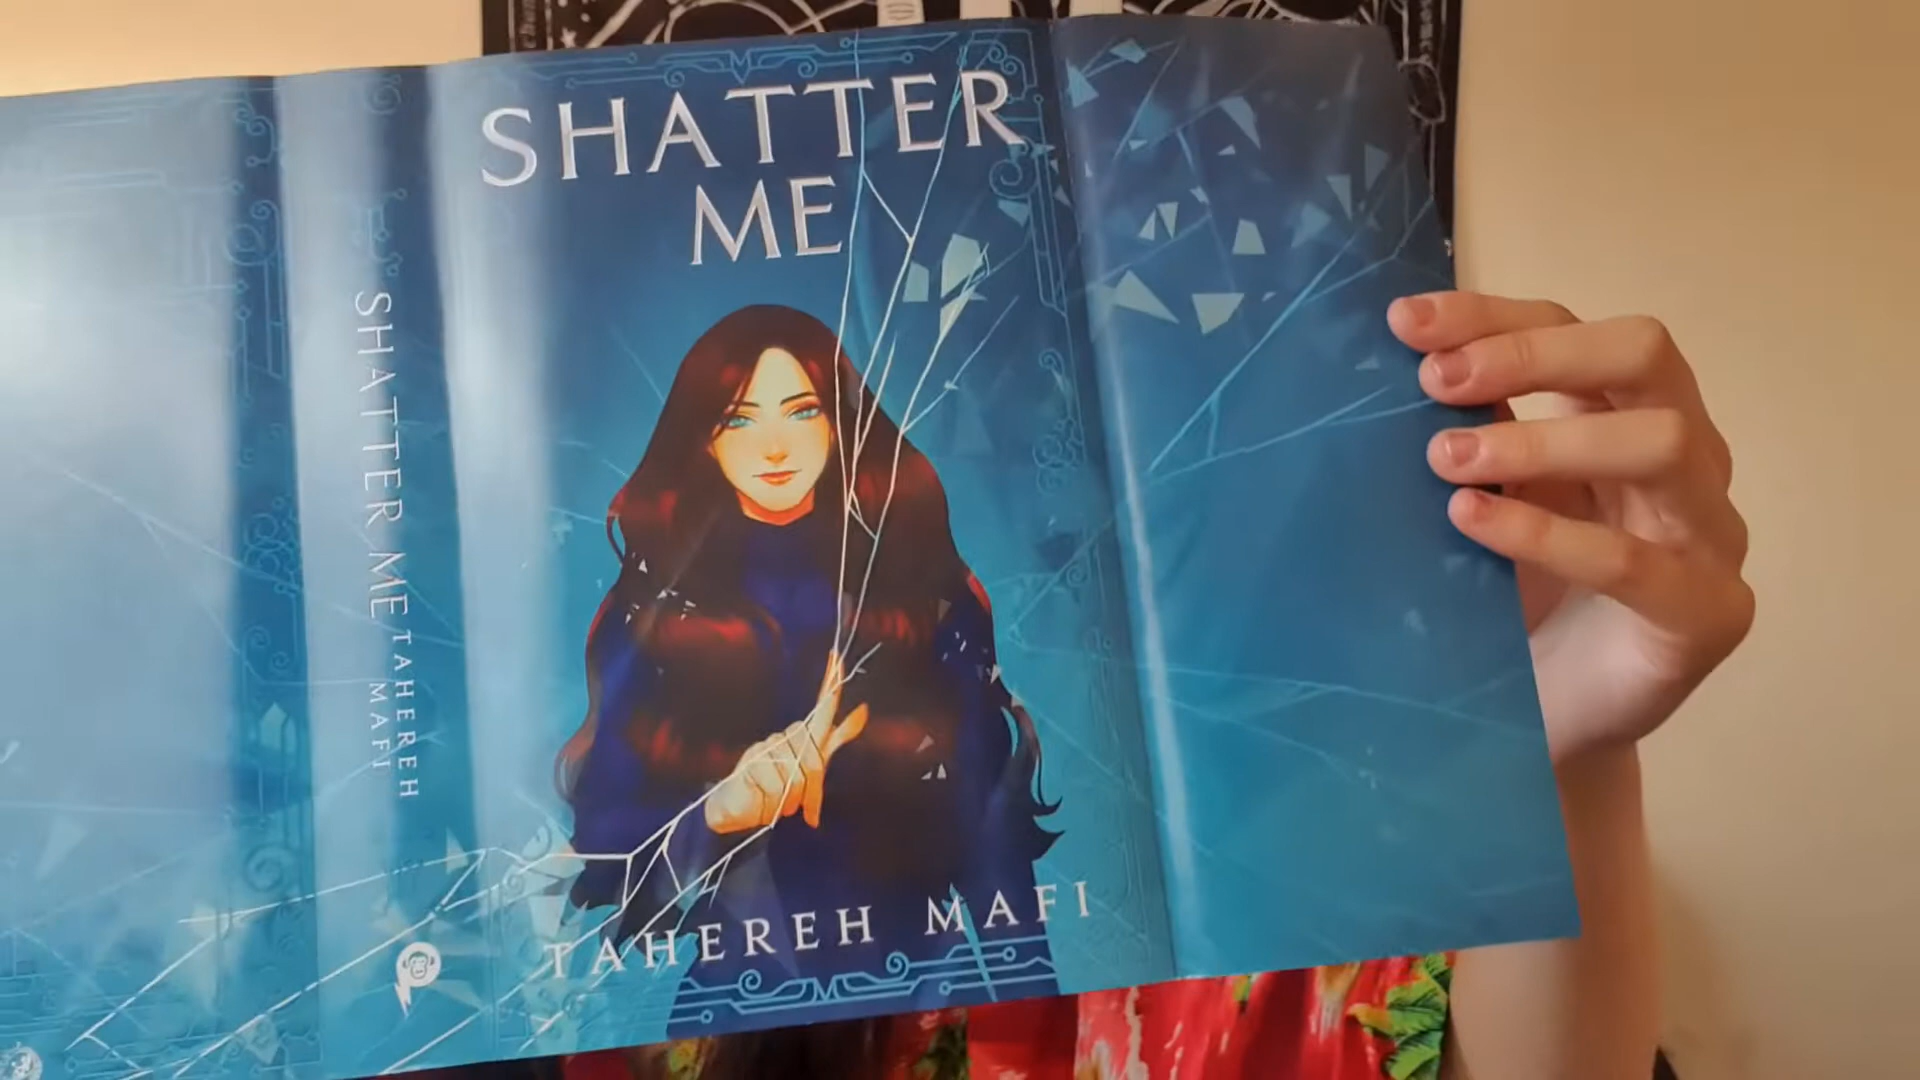 SHATTER
ME
SHATTER ME
TAHEREH
MAFI
TAHEREH MAFI